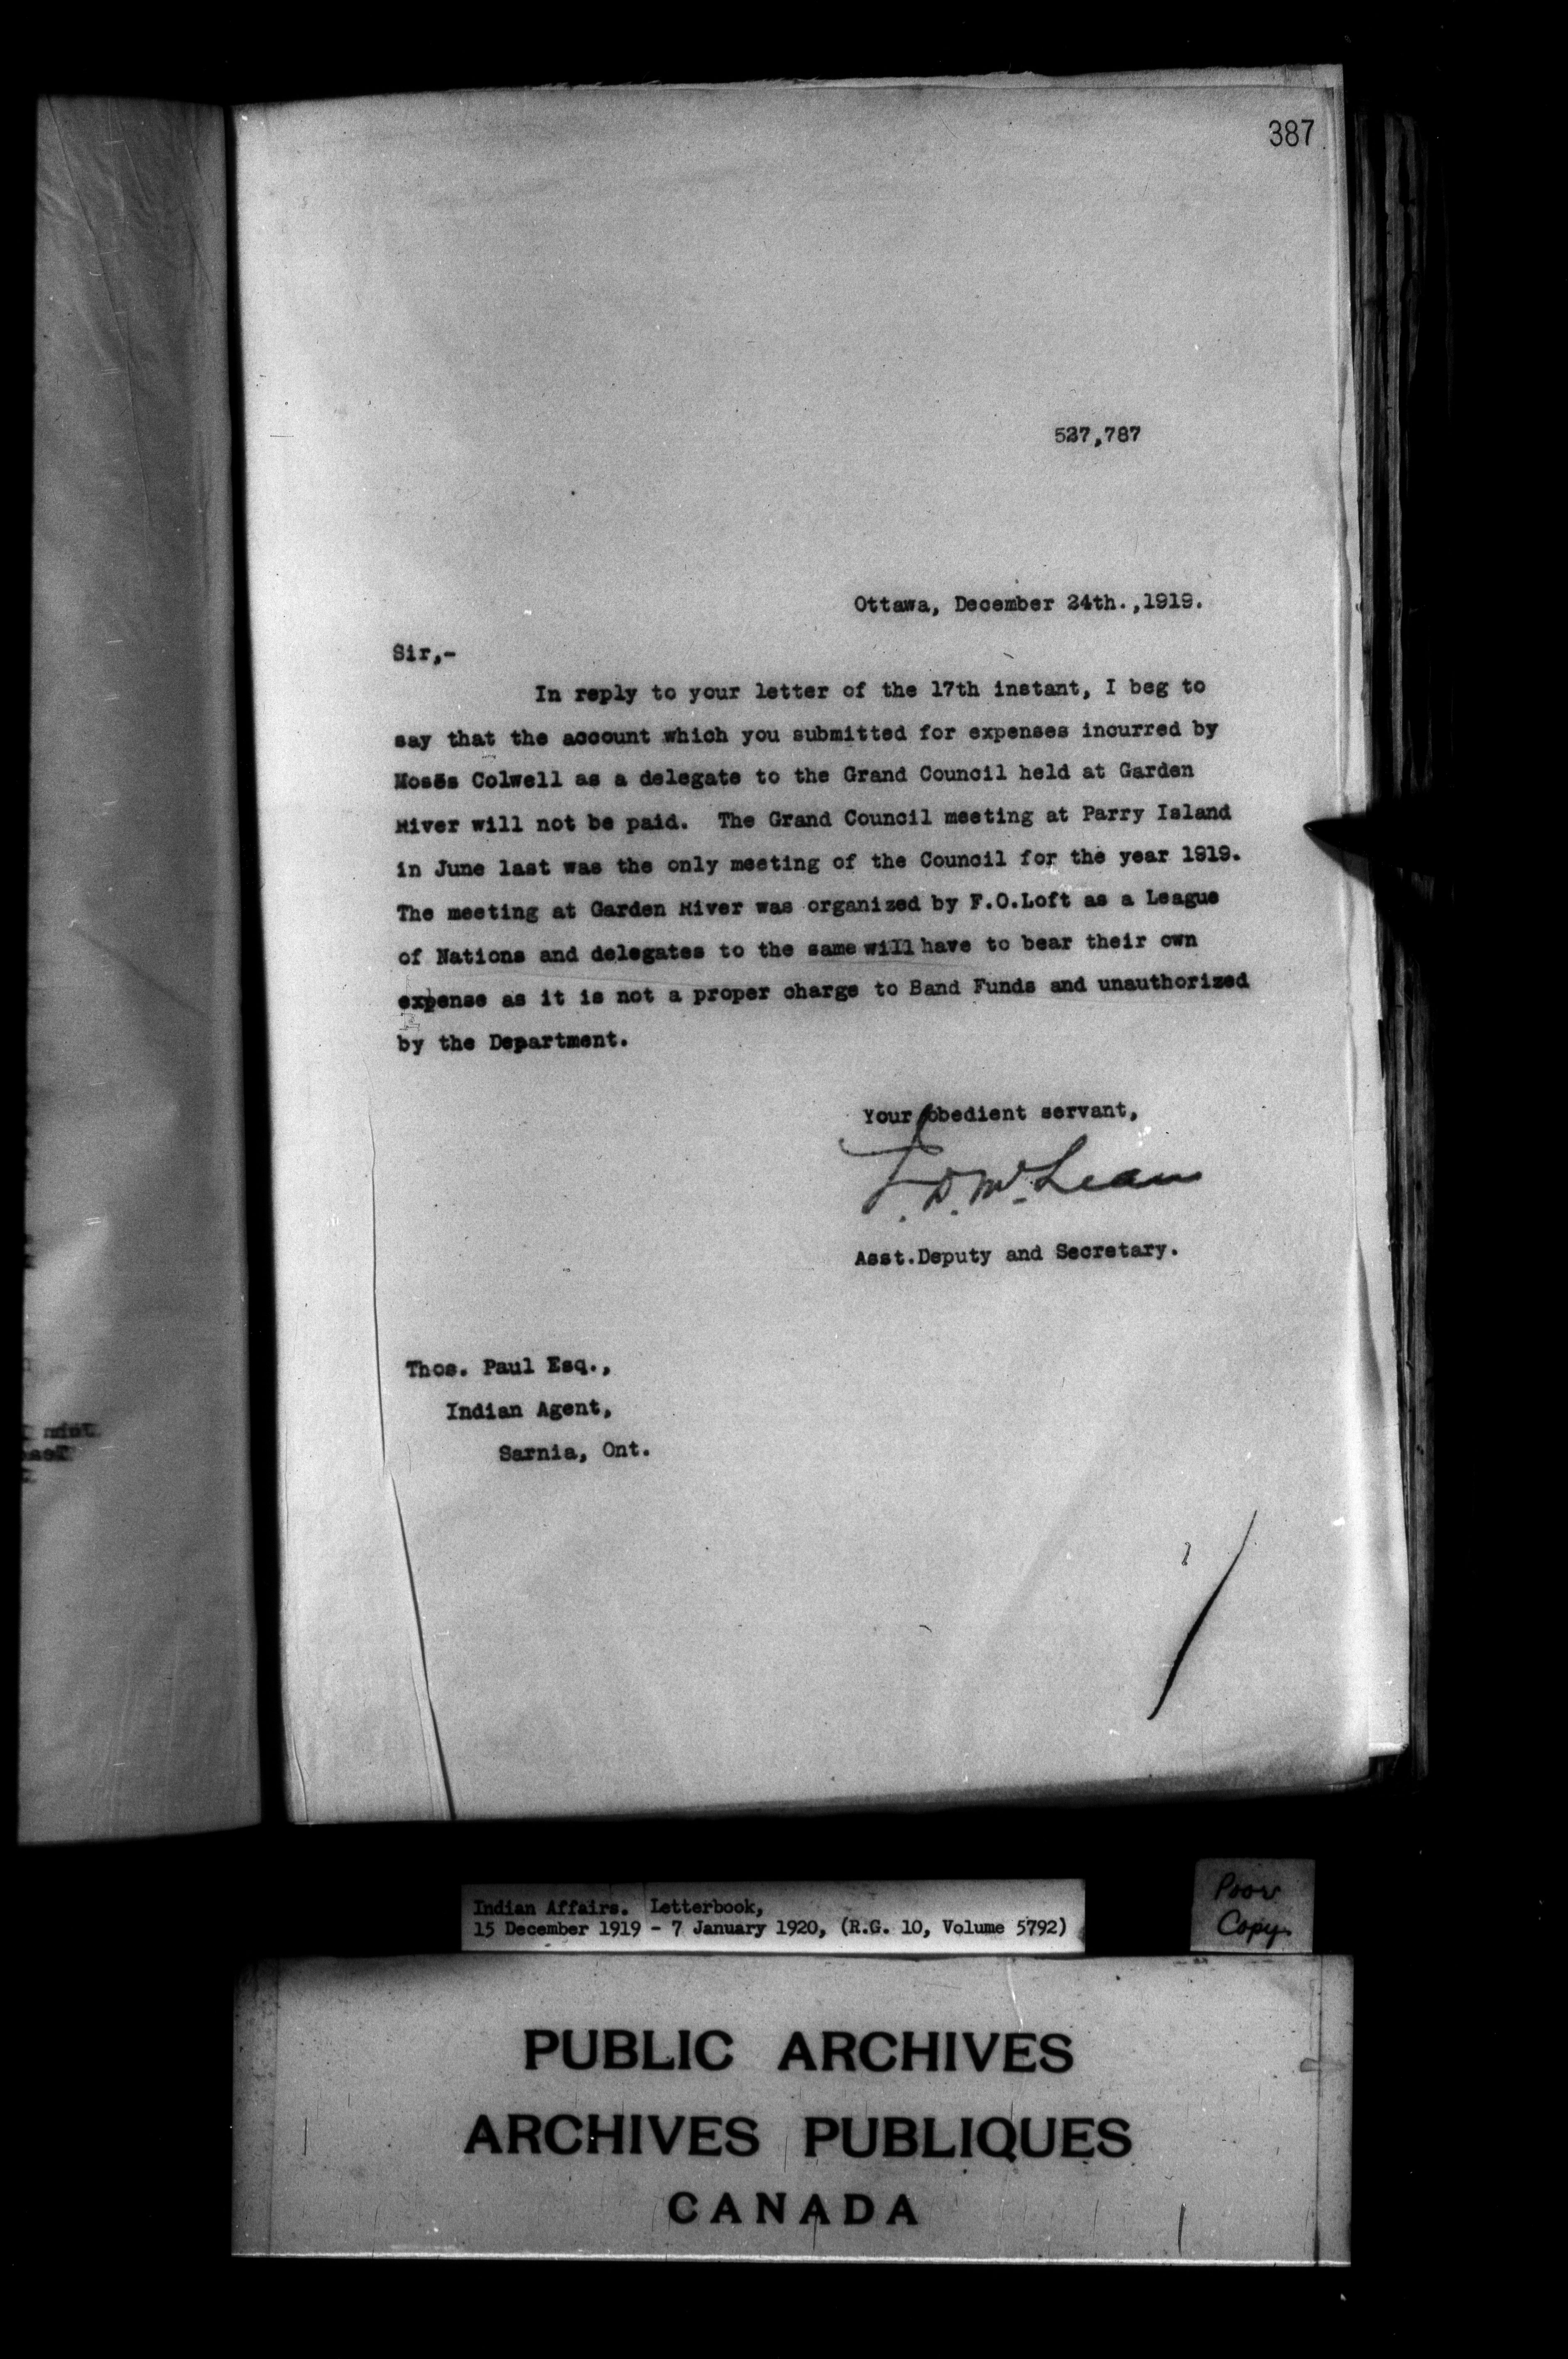 387
527,787
Ottawa, December 24th.,1919.
Sir,-
In reply to your letter of the 17th instant, I beg to
say that the account which you submitted for expenses incurred by
Moses Colwell as a delegate to the Grand Council held at Garden
River will not be paid. The Grand Council meeting at Parry Island
in June last was the only meeting of the Council for the year 1919.
The meeting at Garden River was organized by F.O.Loft as a League
of Nations and delegates to the same will have to bear their own
expense as it is not a proper charge to Band Funds and unauthorized
by the Department.
Your obedient servant,
J. D. McLean
Asst.Deputy and Secretary.
Thos. Paul Esq.,
Indian Agent,
Sarnia, Ont.
Indian Affairs. Letterbook,
15 December 1919 - 7 January 1920, (R.G. 10, Volume 5792)
Poor
Copy
PUBLIC ARCHIVES
ARCHIVES PUBLIQUES
CANADA